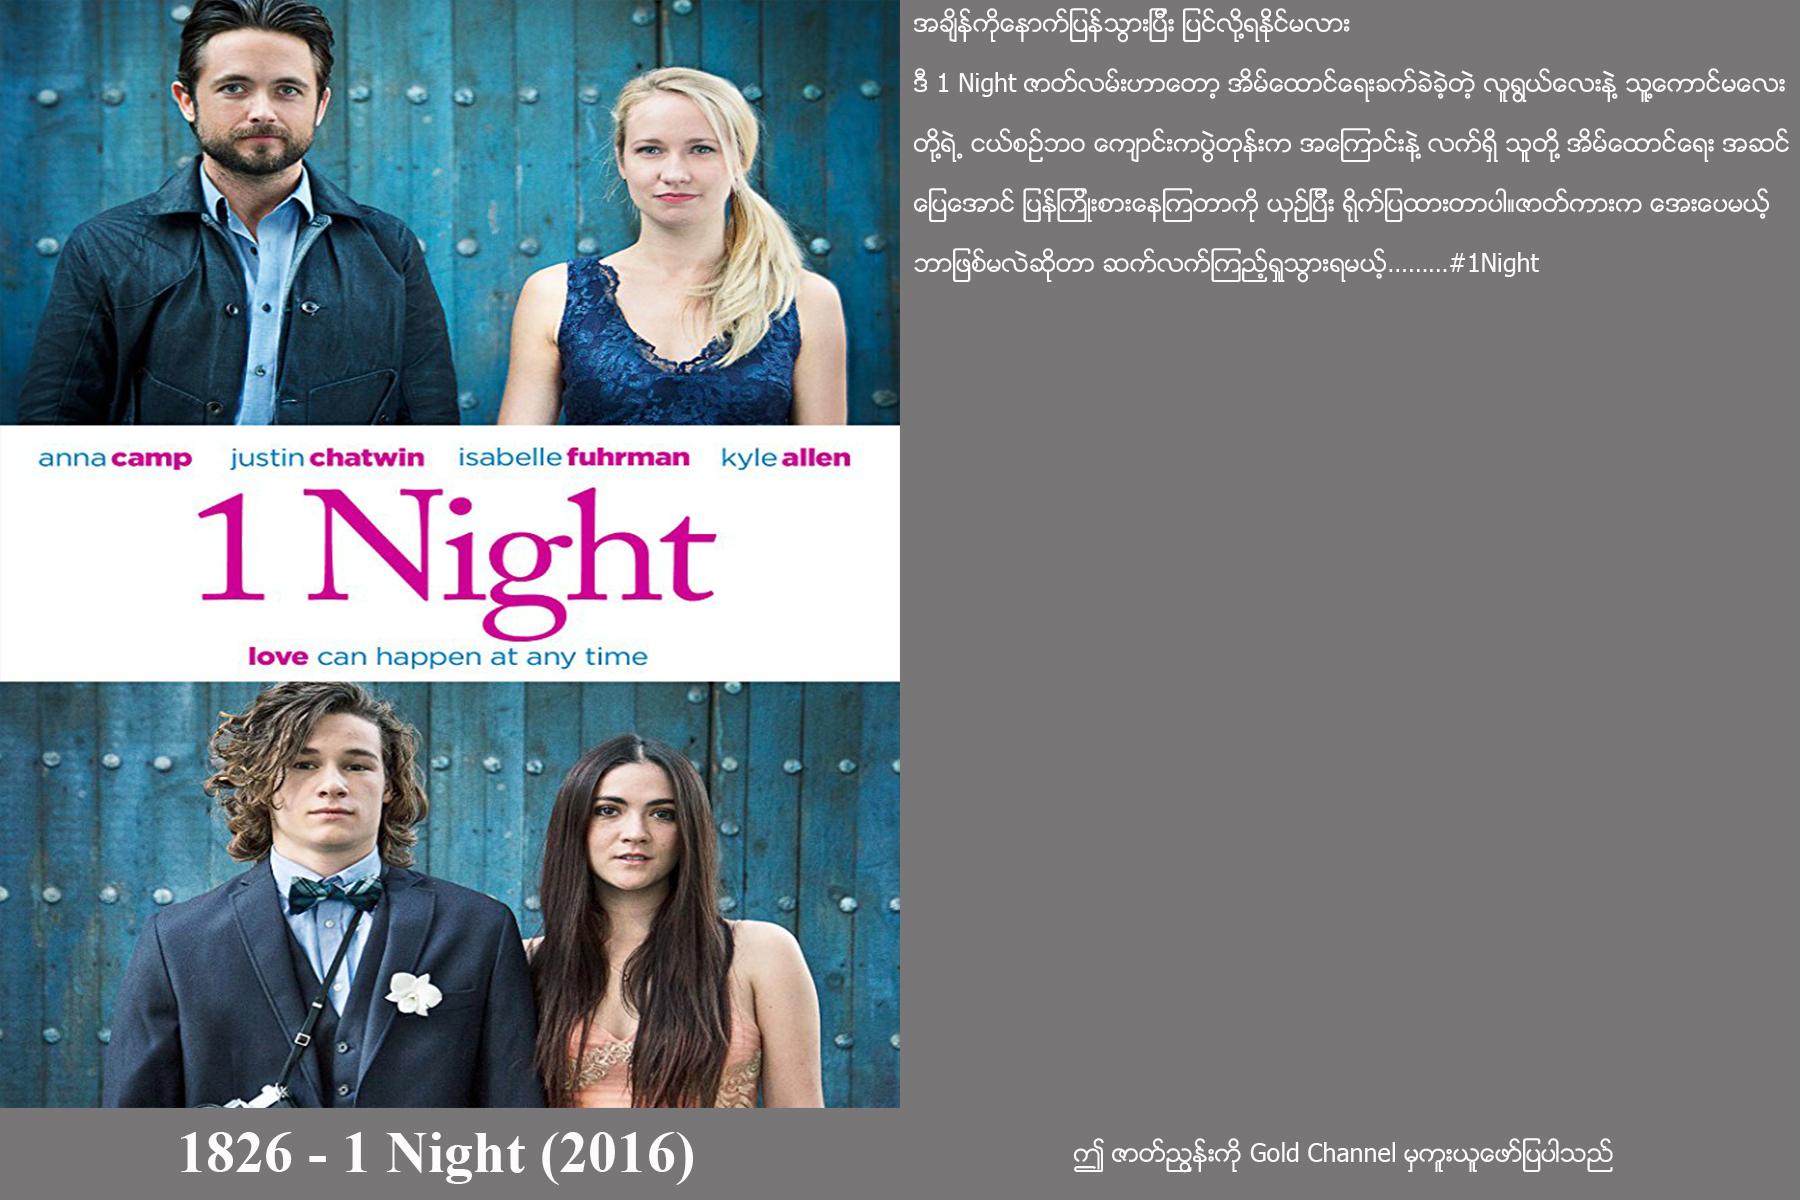 anna camp justin chatwin isabelle fuhrman kyle allen
1 Night
love can happen at any time
1826 - 1 Night (2016)
အချိန်ကိုနောက်ပြန်သွားပြီး ပြင်လို့ရနိုင်မလား
ဒီ 1 Night ဇာတ်လမ်းဟာတော့ အိမ်ထောင်ရေးခက်ခဲခဲ့တဲ့ လူရွယ်လေးနဲ့ သူ့ကောင်မလေး
တို့ရဲ့ ငယ်စဉ်ဘဝ ကျောင်းကပွဲတုန်းက အကြောင်းနဲ့ လက်ရှိ သူတို့ အိမ်ထောင်ရေး အဆင်
ပြေအောင် ပြန်ကြိုးစားနေကြတာကို ယှဉ်ပြီး ရိုက်ပြထားတာပါ။ဇာတ်ကားက အေးပေမယ့်
ဘာဖြစ်မလဲဆိုတာ ဆက်လက်ကြည့်ရှုသွားရမယ့်.........#1Night
ဤ ဇာတ်ညွှန်းကို Gold Channel မှကူးယူဖော်ပြပါသည်